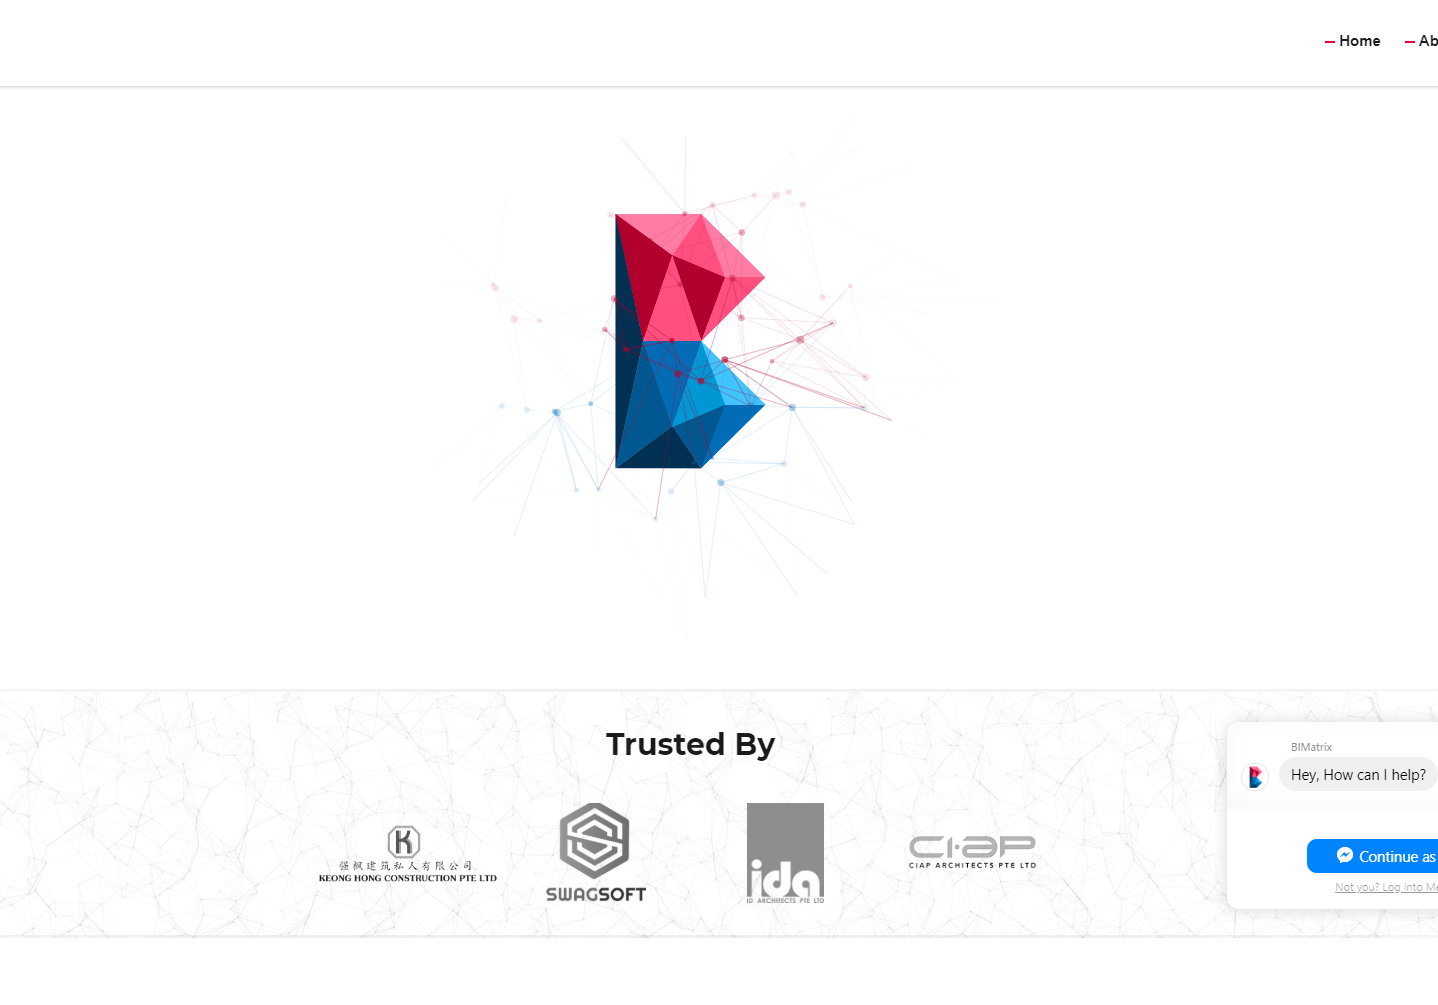 Home
Ab
Trusted By
强枫建筑私人有限公司
KEONG HONG CONSTRUCTION PTE LTD
SWAGSOFT
ida
ID ARCHITECTS PTE LTD
CIAP
CIAP ARCHITECTS PTE LTD
BIMatrix
Hey, How can I help?
Continue as
Not you? Log into Me